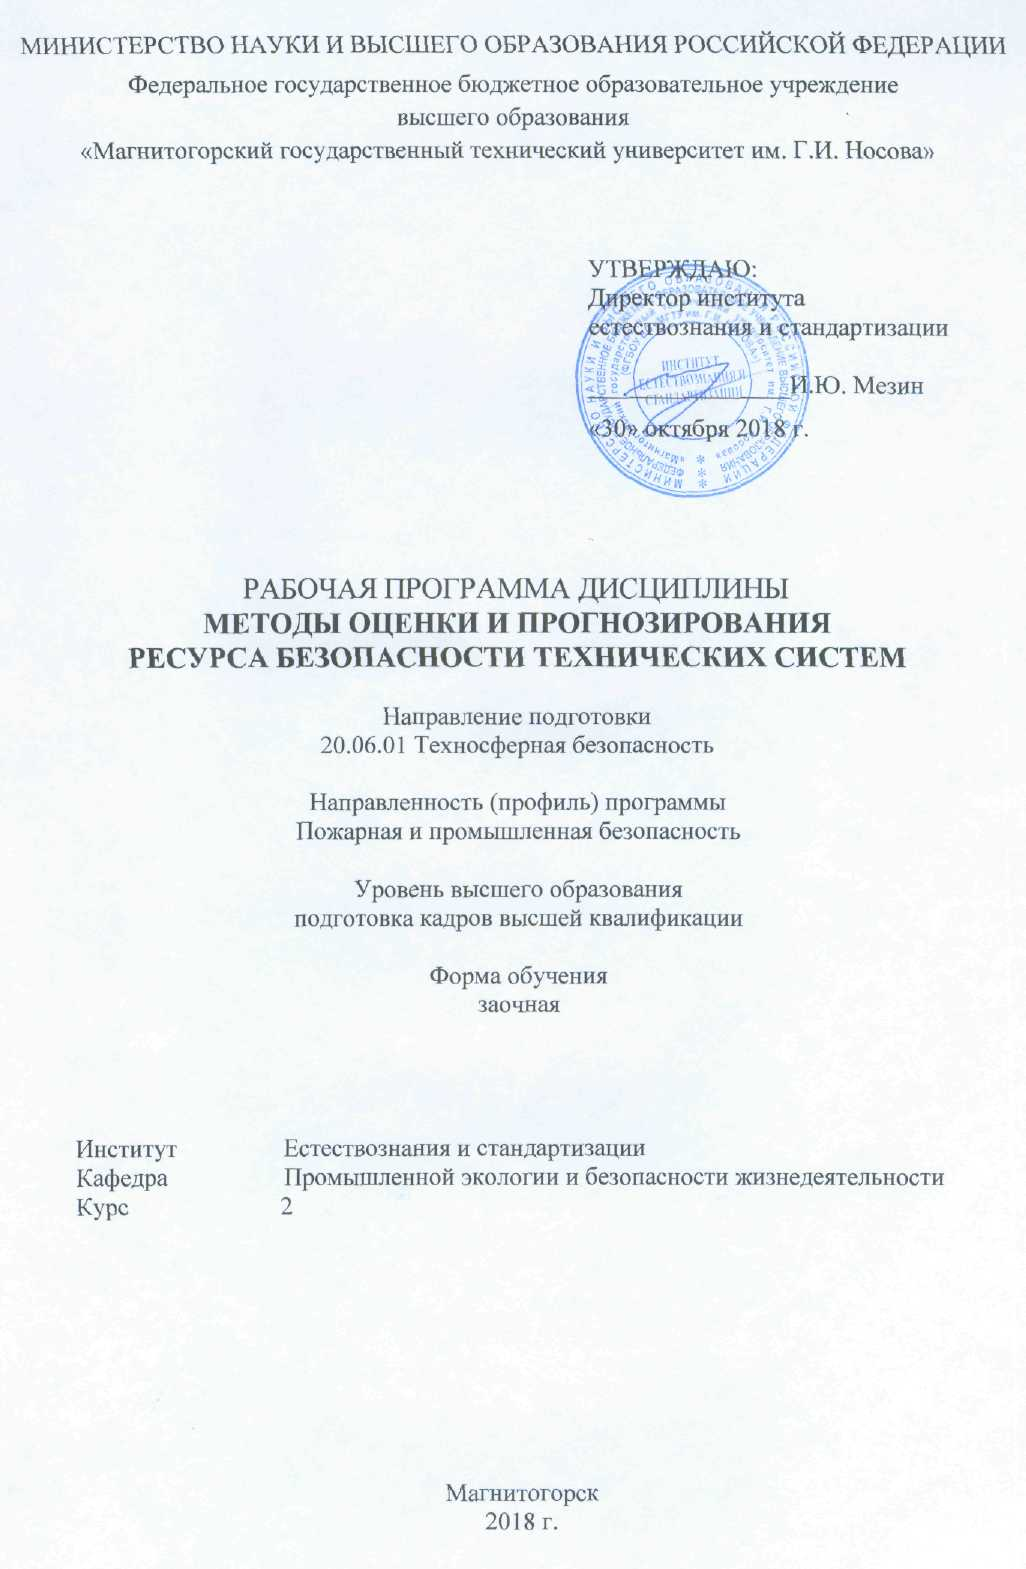 МИНИСТЕРСТВО НАУКИ И ВЫСШЕГО ОБРАЗОВАНИЯ РОССИЙСКОЙ ФЕДЕРАЦИИ
Федеральное государственное бюджетное образовательное учреждение
высшего образования
«Магнитогорский государственный технический университет им. Г.И. Носова»
УТВЕРЖДАЮ:
Директор института
естествознания и стандартизации
И.Ю. Мезин
«30» октября 2018 г.
ИНСТИТУТ
ЕСТЕСТВОЗНАНИЯ И
СТАНДАРТИЗАЦИИ
РАБОЧАЯ ПРОГРАММА ДИСЦИПЛИНЫ
МЕТОДЫ ОЦЕНКИ И ПРОГНОЗИРОВАНИЯ
РЕСУРСА БЕЗОПАСНОСТИ ТЕХНИЧЕСКИХ СИСТЕМ
Направление подготовки
20.06.01 Техносферная безопасность
Направленность (профиль) программы
Пожарная и промышленная безопасность
Уровень высшего образования
подготовка кадров высшей квалификации
Форма обучения
заочная
Институт Естествознания и стандартизации
Кафедра Промышленной экологии и безопасности жизнедеятельности
Курс 2
Магнитогорск
2018 г.